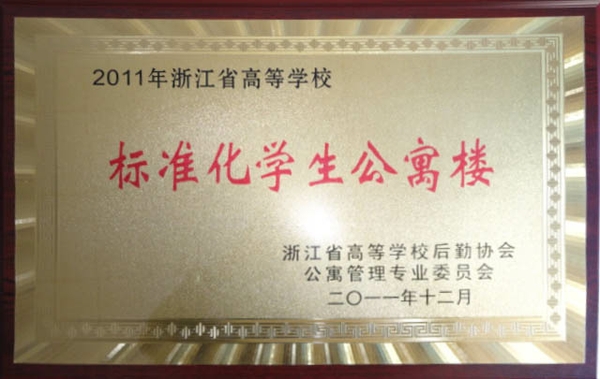 2011年浙江省高等学校
标准化学生公寓楼
浙江省高等学校后勤协会
公寓管理专业委员会
二〇一一年十二月